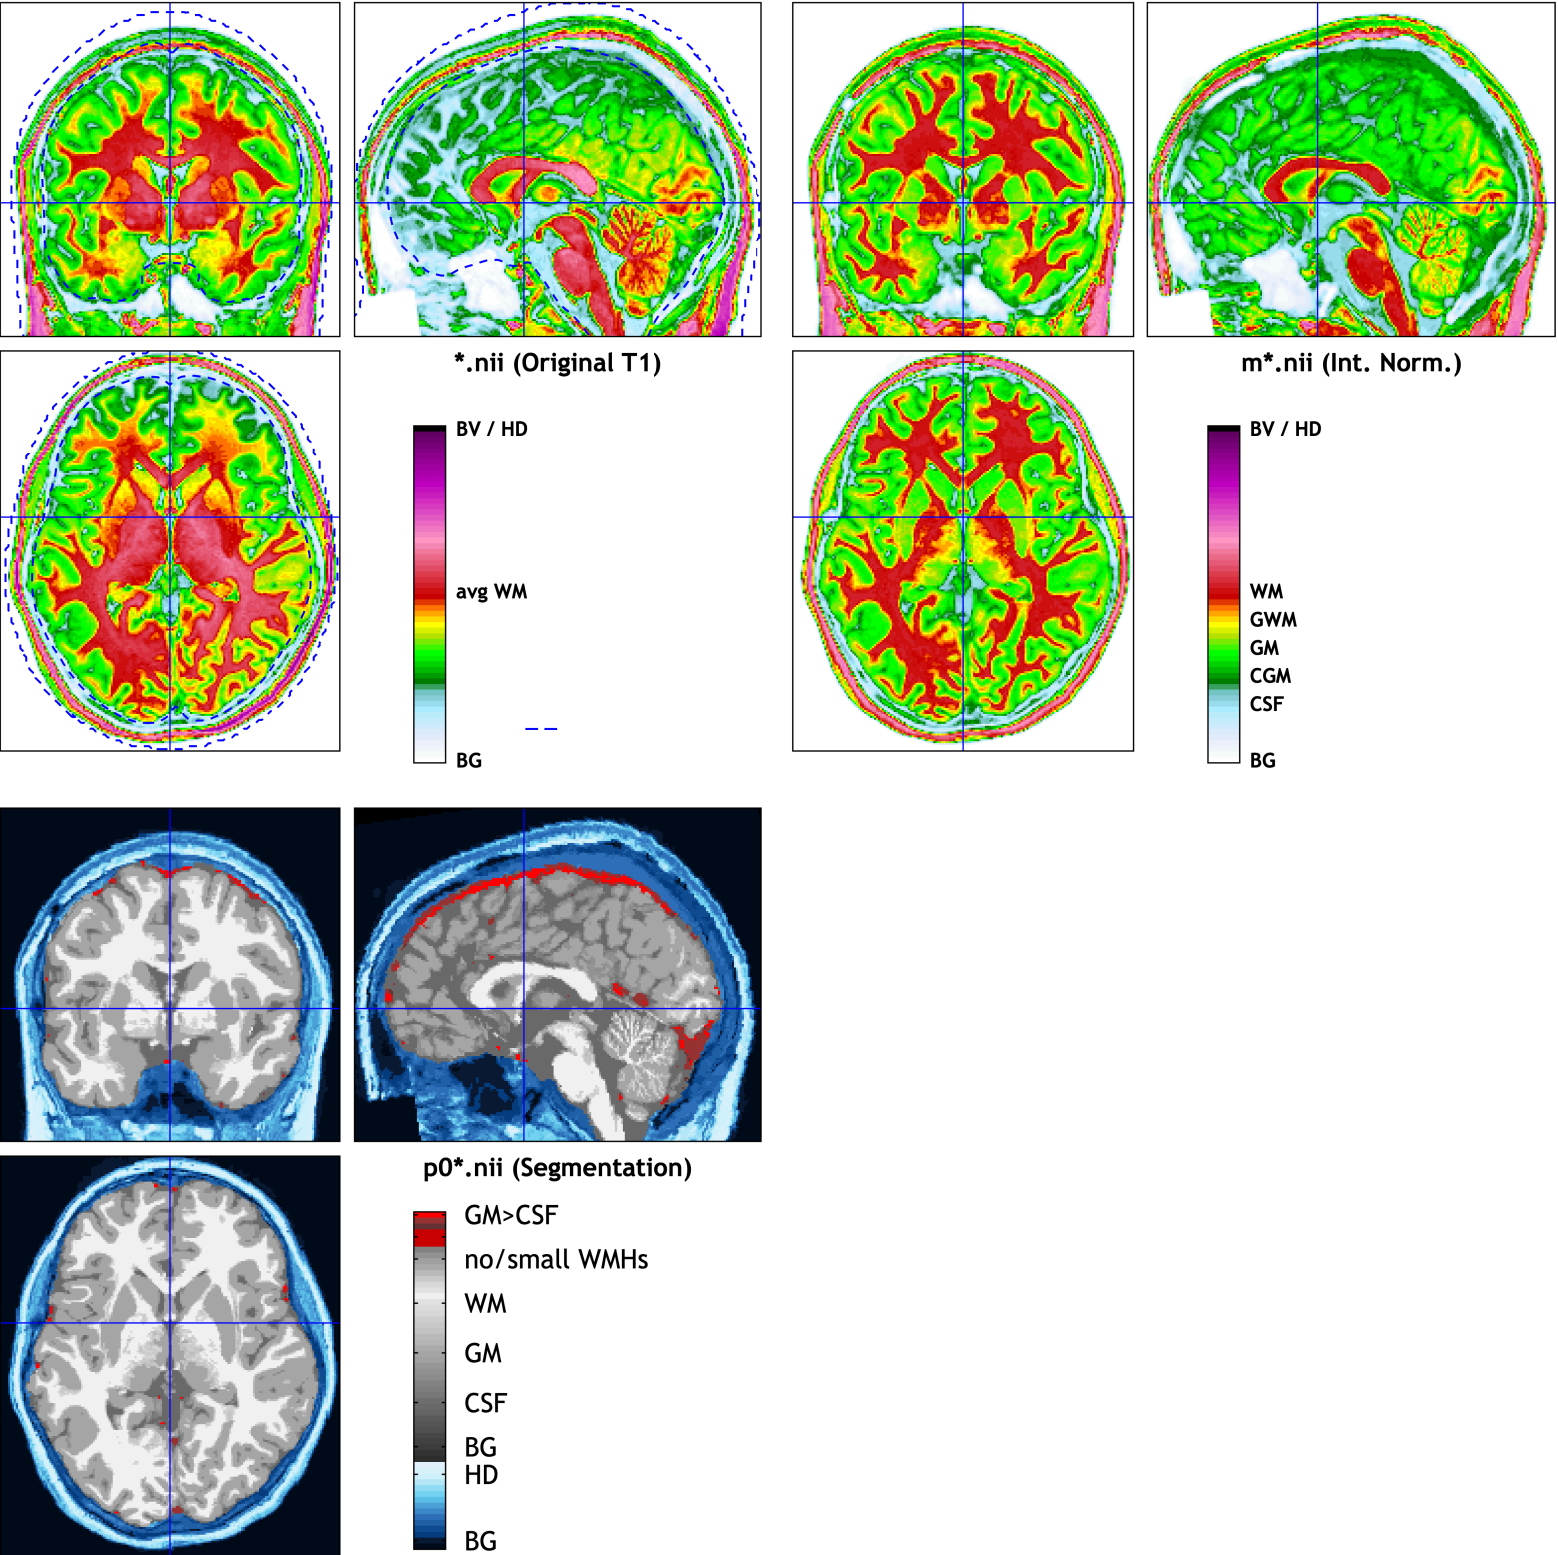 *.nii (Original T1)
BV / HD
avg WM
BG
m*.nii (Int. Norm.)
BV / HD
WM
GWM
GM
CGM
CSF
BG
p0*.nii (Segmentation)
GM>CSF
no/small WMHs
WM
GM
CSF
BG
HD
BG